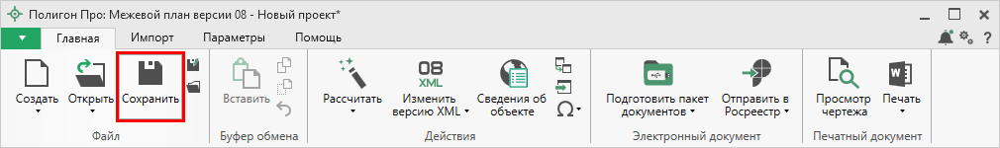 Полигон Про: Межевой план версии 08 - Новый проект*
Главная Импорт Параметры Помощь
?
08
XML
W
Создать Открыть Сохранить Вставить Рассчитать Изменить
версию XML Сведения об
объекте Подготовить пакет
документов Отправить в
Росреестр Просмотр
чертежа Печать
Файл Буфер обмена Действия Электронный документ Печатный документ